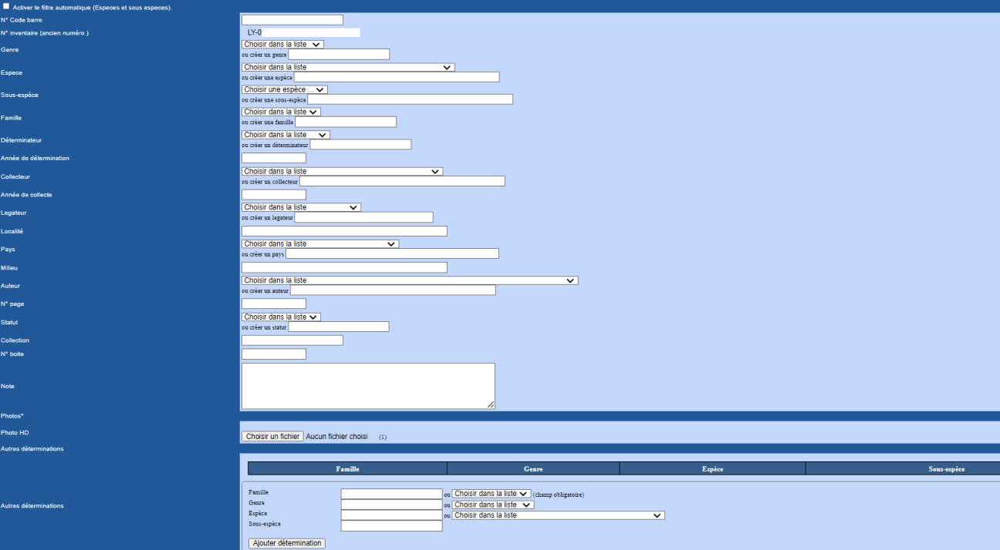 Activer le filtre automatique (Especes et sous especes).
N° Code barre
N° inventaire (ancien numéro ) LY-0
Genre Choisir dans la liste
ou créer un genre
Espece Choisir dans la liste
ou créer une espèce
Sous-espèce Choisir une espèce ...
ou créer une sous-espèce
Famille Choisir dans la liste
ou créer une famille
Déterminateur Choisir dans la liste
ou créer un déterminateur
Année de détermination
Collecteur Choisir dans la liste
ou créer un collecteur
Année de collecte
Legateur Choisir dans la liste
ou créer un legateur
Localité
Pays Choisir dans la liste
ou créer un pays
Milieu
Auteur Choisir dans la liste
ou créer un auteur
N° page
Statut Choisir dans la liste
ou créer un statut
Collection
N° boite
Note
Photos*
Photo HD Choisir un fichier Aucun fichier choisi (1)
Autres déterminations
Famille Genre Espèce Sous-espèce
Autres déterminations
Famille ou Choisir dans la liste (champ obligatoire)
Genre ou Choisir dans la liste
Espèce ou Choisir dans la liste
Sous-espèce
Ajouter détermination